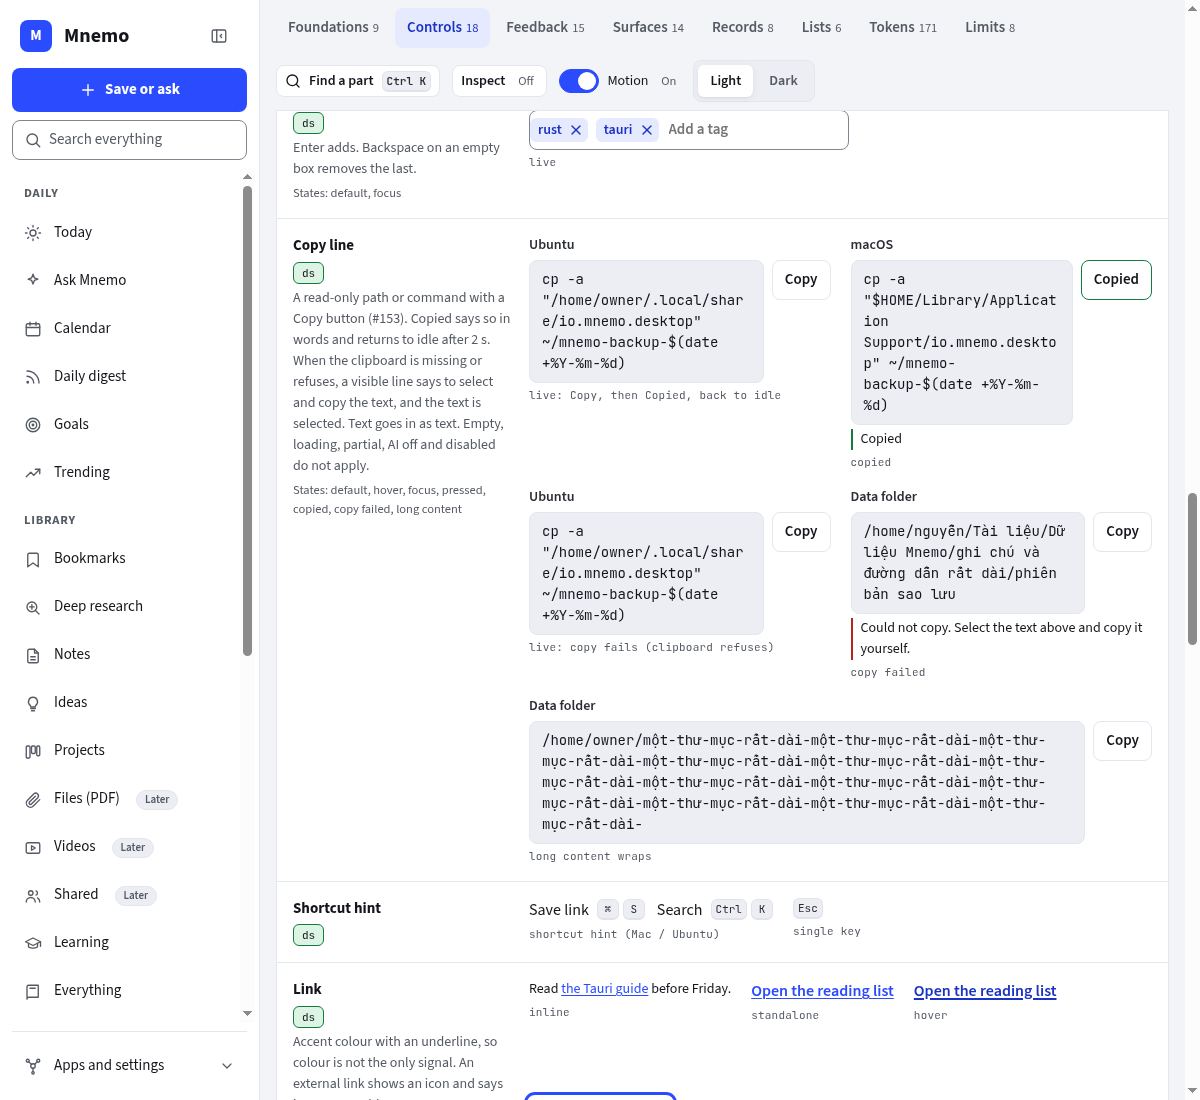 M Mnemo
Save or ask
Search everything
DAILY
Today
Ask Mnemo
Calendar
Daily digest
Goals
Trending
LIBRARY
Bookmarks
Deep research
Notes
Ideas
Projects
Files (PDF) Later
Videos Later
Shared Later
Learning
Everything
Apps and settings
Foundations 9 Controls 18 Feedback 15 Surfaces 14 Records 8 Lists 6 Tokens 171 Limits 8
Find a part Ctrl K Inspect Off Motion On Light Dark
ds
Enter adds. Backspace on an empty
box removes the last.
States: default, focus
rust tauri Add a tag
live
Copy line
ds
A read-only path or command with a
Copy button (#153). Copied says so in
words and returns to idle after 2 s.
When the clipboard is missing or
refuses, a visible line says to select
and copy the text, and the text is
selected. Text goes in as text. Empty,
loading, partial, AI off and disabled
do not apply.
States: default, hover, focus, pressed,
copied, copy failed, long content
Ubuntu
cp -a
"/home/owner/.local/shar
e/io.mnemo.desktop"
~/mnemo-backup-$(date
+%Y-%m-%d)
Copy
live: Copy, then Copied, back to idle
macOS
cp -a
"$HOME/Library/Applicat
ion
Support/io.mnemo.deskto
p" ~/mnemo-
backup-$(date +%Y-%m-
%d)
Copied
Copied
copied
Ubuntu
cp -a
"/home/owner/.local/shar
e/io.mnemo.desktop"
~/mnemo-backup-$(date
+%Y-%m-%d)
Copy
live: copy fails (clipboard refuses)
Data folder
/home/nguyễn/Tài liệu/Dữ
liệu Mnemo/ghi chú và
đường dẫn rất dài/phiên
bản sao lưu
Copy
Could not copy. Select the text above and copy it
yourself.
copy failed
Data folder
/home/owner/một-thư-mục-rất-dài-một-thư-mục-rất-dài-một-thư-
mục-rất-dài-một-thư-mục-rất-dài-một-thư-mục-rất-dài-một-thư-
mục-rất-dài-một-thư-mục-rất-dài-một-thư-mục-rất-dài-một-thư-
mục-rất-dài-một-thư-mục-rất-dài-một-thư-mục-rất-dài-một-thư-
mục-rất-dài-
Copy
long content wraps
Shortcut hint
ds
Save link ⌘ S Search Ctrl K Esc
shortcut hint (Mac / Ubuntu) single key
Link
ds
Accent colour with an underline, so
colour is not the only signal. An
external link shows an icon and says
Read the Tauri guide before Friday.
inline
Open the reading list
standalone
Open the reading list
hover